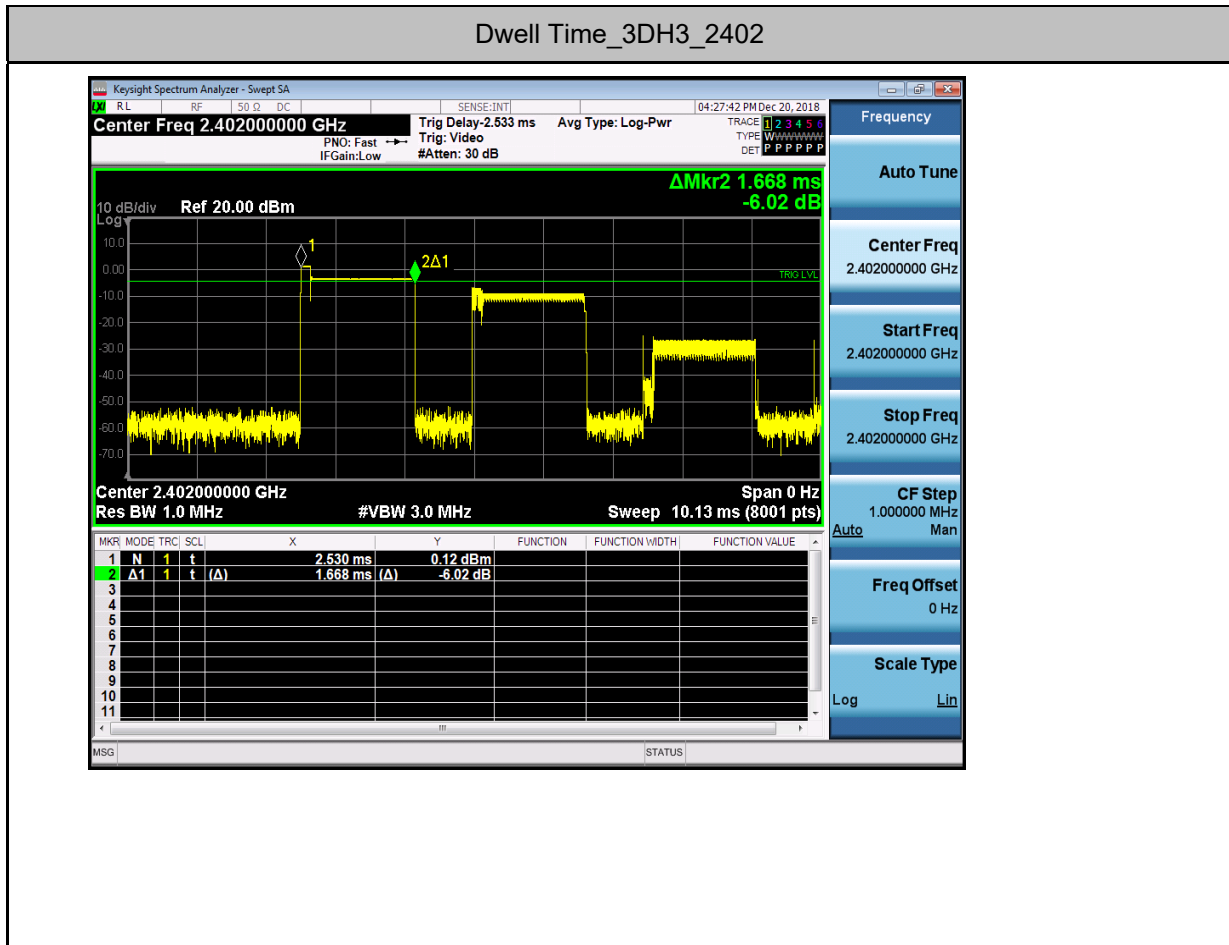 Dwell Time_3DH3_2402
Keysight Spectrum Analyzer - Swept SA
LXI RL RF 50 Ω DC SENSE:INT 04:27:42 PM Dec 20, 2018
Center Freq 2.402000000 GHz
PNO: Fast
IFGain:Low
Trig Delay-2.533 ms
Trig: Video
#Atten: 30 dB
Avg Type: Log-Pwr
TRACE 1 2 3 4 5 6
TYPE WWWWWW
DET P P P P P P
ΔMkr2 1.668 ms
-6.02 dB
10 dB/div Ref 20.00 dBm
Log
10.0
0.00
-10.0
-20.0
-30.0
-40.0
-50.0
-60.0
-70.0
1
2Δ1
TRIG LVL
Center 2.402000000 GHz Span 0 Hz
Res BW 1.0 MHz #VBW 3.0 MHz Sweep 10.13 ms (8001 pts)
MKR MODE TRC SCL X Y FUNCTION FUNCTION WIDTH FUNCTION VALUE
1 N 1 t 2.530 ms 0.12 dBm
2 Δ1 1 t (Δ) 1.668 ms (Δ) -6.02 dB
3
4
5
6
7
8
9
10
11
MSG STATUS
Frequency
Auto Tune
Center Freq
2.402000000 GHz
Start Freq
2.402000000 GHz
Stop Freq
2.402000000 GHz
CF Step
1.000000 MHz
Auto Man
Freq Offset
0 Hz
Scale Type
Log Lin